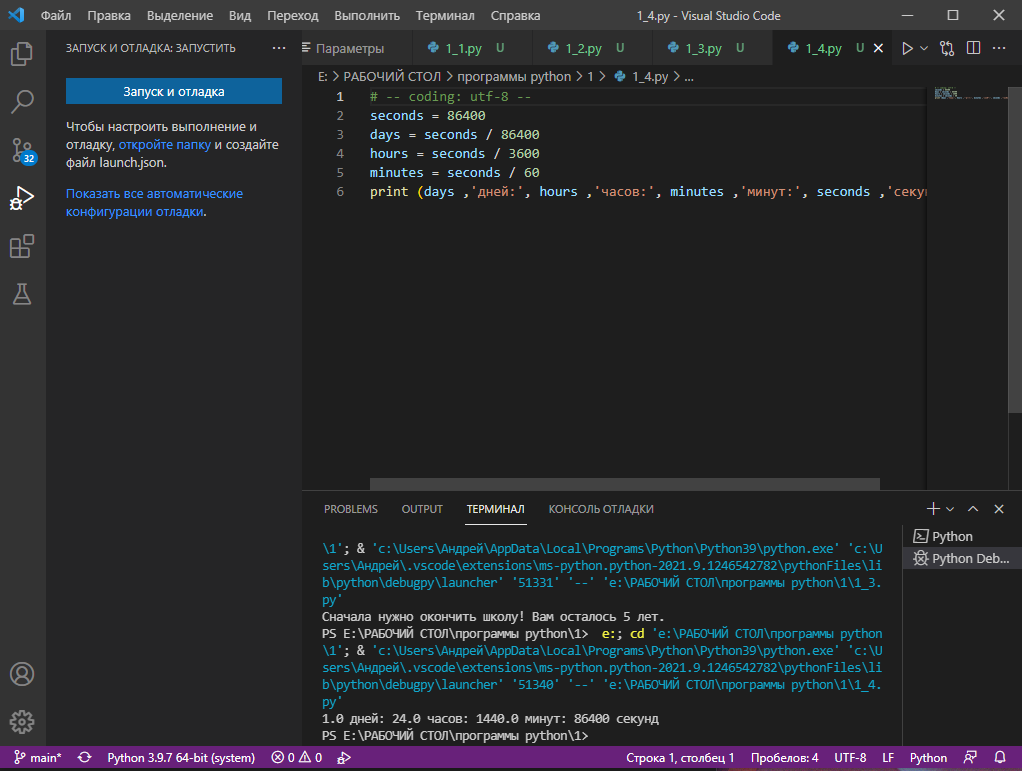 Файл Правка Выделение Вид Переход Выполнить Терминал Справка 1_4.py - Visual Studio Code
ЗАПУСК И ОТЛАДКА: ЗАПУСТИТЬ
Запуск и отладка
Чтобы настроить выполнение и
отладку, откройте папку и создайте
файл launch.json.
Показать все автоматические
конфигурации отладки.
32
Параметры 1_1.py U 1_2.py U 1_3.py U 1_4.py U
E: > РАБОЧИЙ СТОЛ > программы python > 1 > 1_4.py > ...
1 # -- coding: utf-8 --
2 seconds = 86400
3 days = seconds / 86400
4 hours = seconds / 3600
5 minutes = seconds / 60
6 print (days ,'дней:', hours ,'часов:', minutes ,'минут:', seconds ,'секу
PROBLEMS OUTPUT ТЕРМИНАЛ КОНСОЛЬ ОТЛАДКИ
\1'; & 'c:\Users\Андрей\AppData\Local\Programs\Python\Python39\python.exe' 'c:\U
sers\Андрей\.vscode\extensions\ms-python.python-2021.9.1246542782\pythonFiles\li
b\python\debugpy\launcher' '51331' '--' 'e:\РАБОЧИЙ СТОЛ\программы python\1\1_3.
py'
Сначала нужно окончить школу! Вам осталось 5 лет.
PS E:\РАБОЧИЙ СТОЛ\программы python\1> e:; cd 'e:\РАБОЧИЙ СТОЛ\программы python
\1'; & 'c:\Users\Андрей\AppData\Local\Programs\Python\Python39\python.exe' 'c:\U
sers\Андрей\.vscode\extensions\ms-python.python-2021.9.1246542782\pythonFiles\li
b\python\debugpy\launcher' '51340' '--' 'e:\РАБОЧИЙ СТОЛ\программы python\1\1_4.
py'
1.0 дней: 24.0 часов: 1440.0 минут: 86400 секунд
PS E:\РАБОЧИЙ СТОЛ\программы python\1>
Python
Python Deb...
main* Python 3.9.7 64-bit (system) 0 0 Строка 1, столбец 1 Пробелов: 4 UTF-8 LF Python